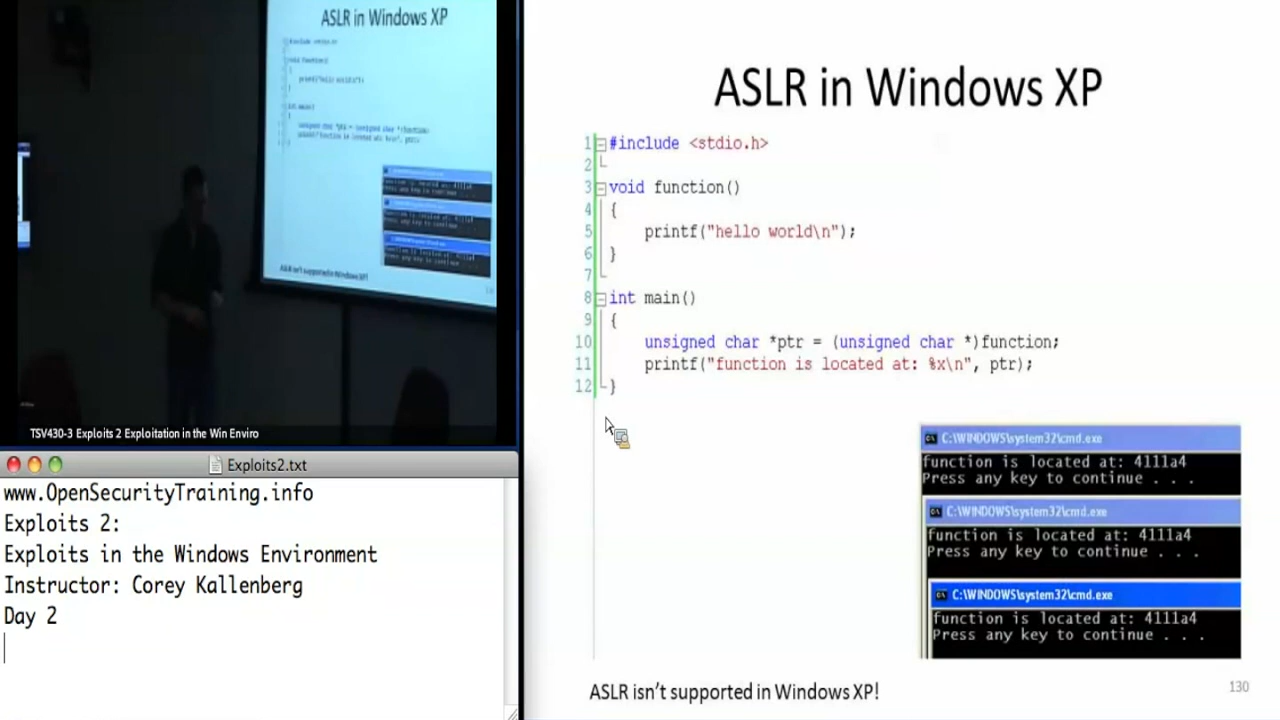 ASLR in Windows XP
TSV430-3 Exploits 2 Exploitation in the Win Enviro
Exploits2.txt
www.OpenSecurityTraining.info
Exploits 2:
Exploits in the Windows Environment
Instructor: Corey Kallenberg
Day 2
ASLR in Windows XP
1 #include <stdio.h>
2
3 void function()
4 {
5 printf("hello world\n");
6 }
7
8 int main()
9 {
10 unsigned char *ptr = (unsigned char *)function;
11 printf("function is located at: %x\n", ptr);
12 }
C:\WINDOWS\system32\cmd.exe
function is located at: 4111a4
Press any key to continue . . .
C:\WINDOWS\system32\cmd.exe
function is located at: 4111a4
Press any key to continue . . .
C:\WINDOWS\system32\cmd.exe
function is located at: 4111a4
Press any key to continue . . .
ASLR isn't supported in Windows XP!
130